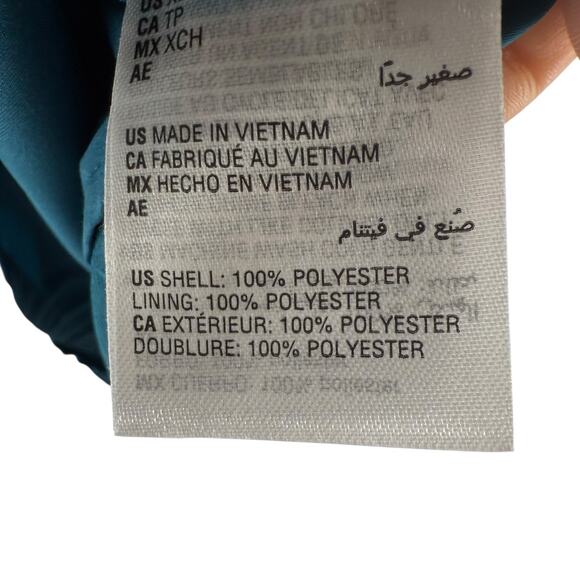 CA TP
MX XCH
AE
صغير جدًا
US MADE IN VIETNAM
CA FABRIQUÉ AU VIETNAM
MX HECHO EN VIETNAM
AE
صُنع في فيتنام
US SHELL: 100% POLYESTER
LINING: 100% POLYESTER
CA EXTÉRIEUR: 100% POLYESTER
DOUBLURE: 100% POLYESTER